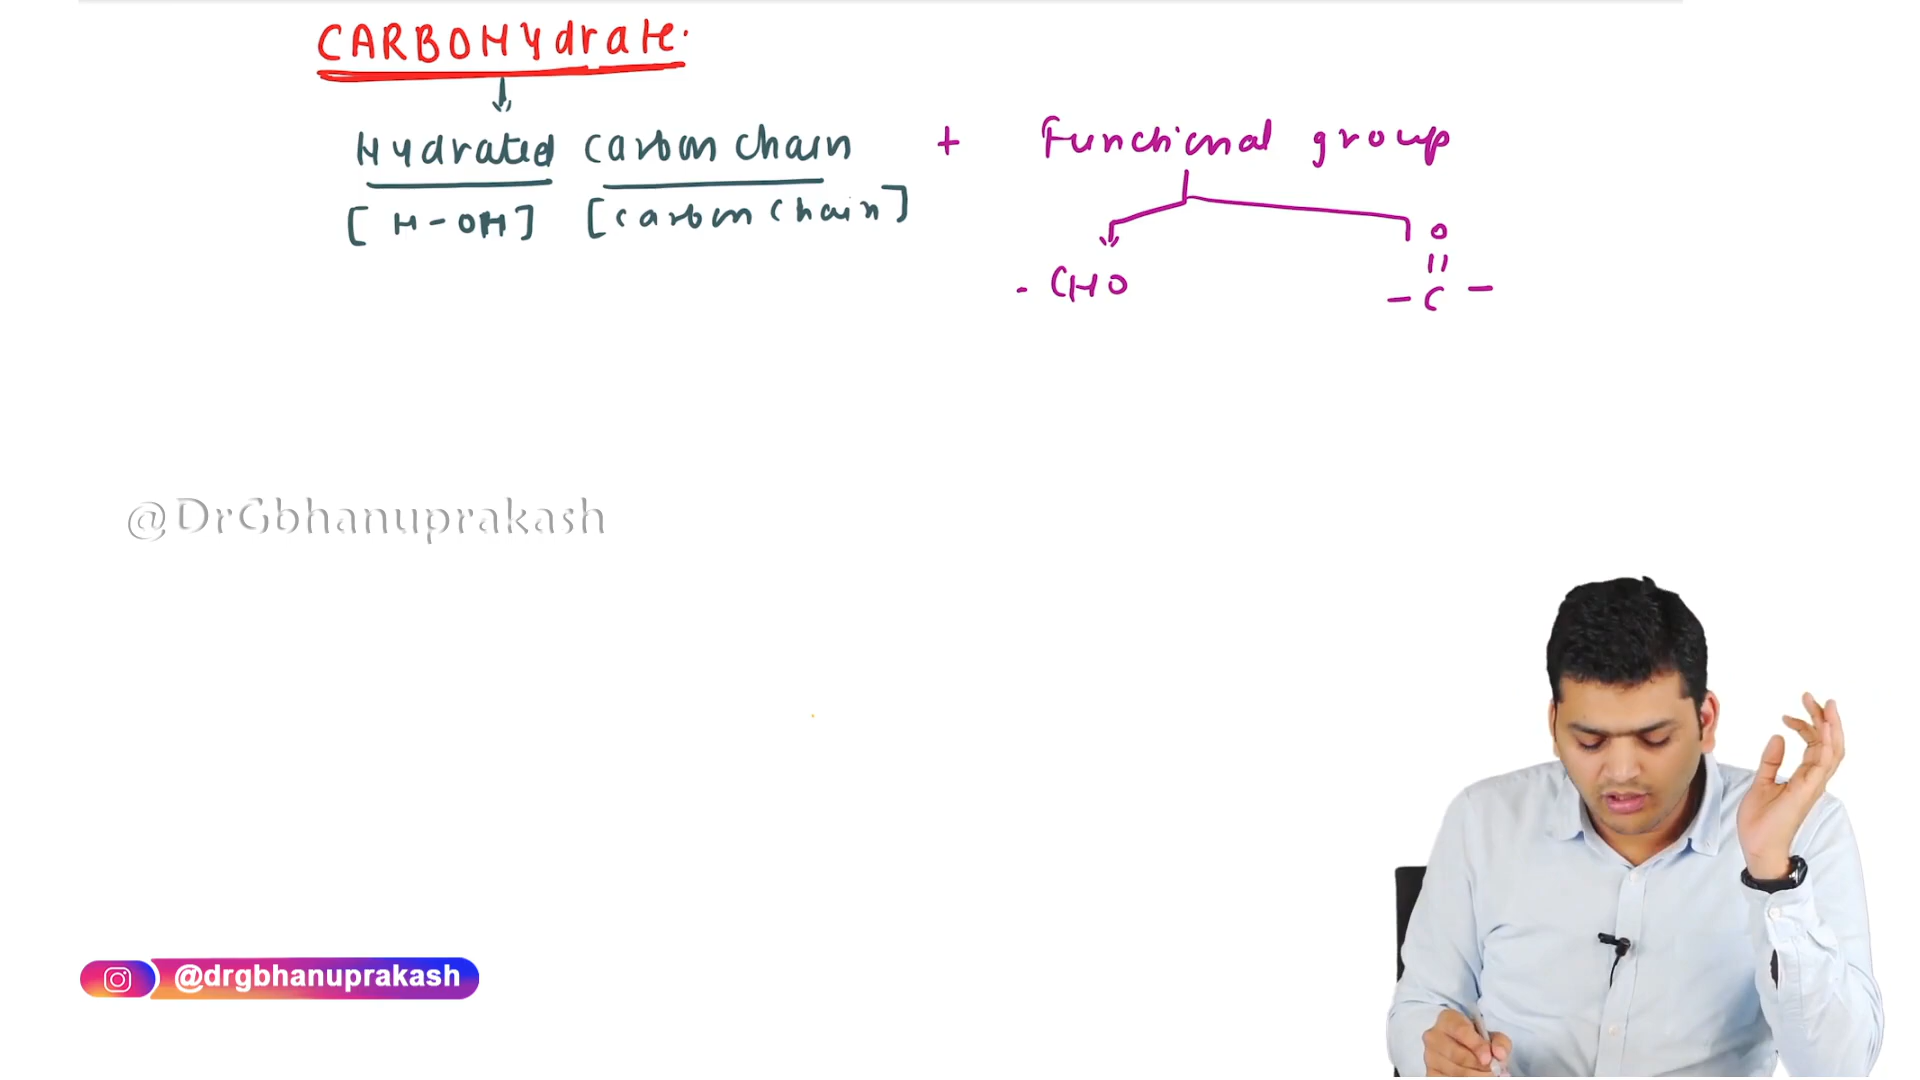 CARBOHydrate.
Hydrated carbon chain + Functional group
[H-OH] [carbon chain]
O
||
- CHO - C -
@DrGbhanuprakash
@drgbhanuprakash